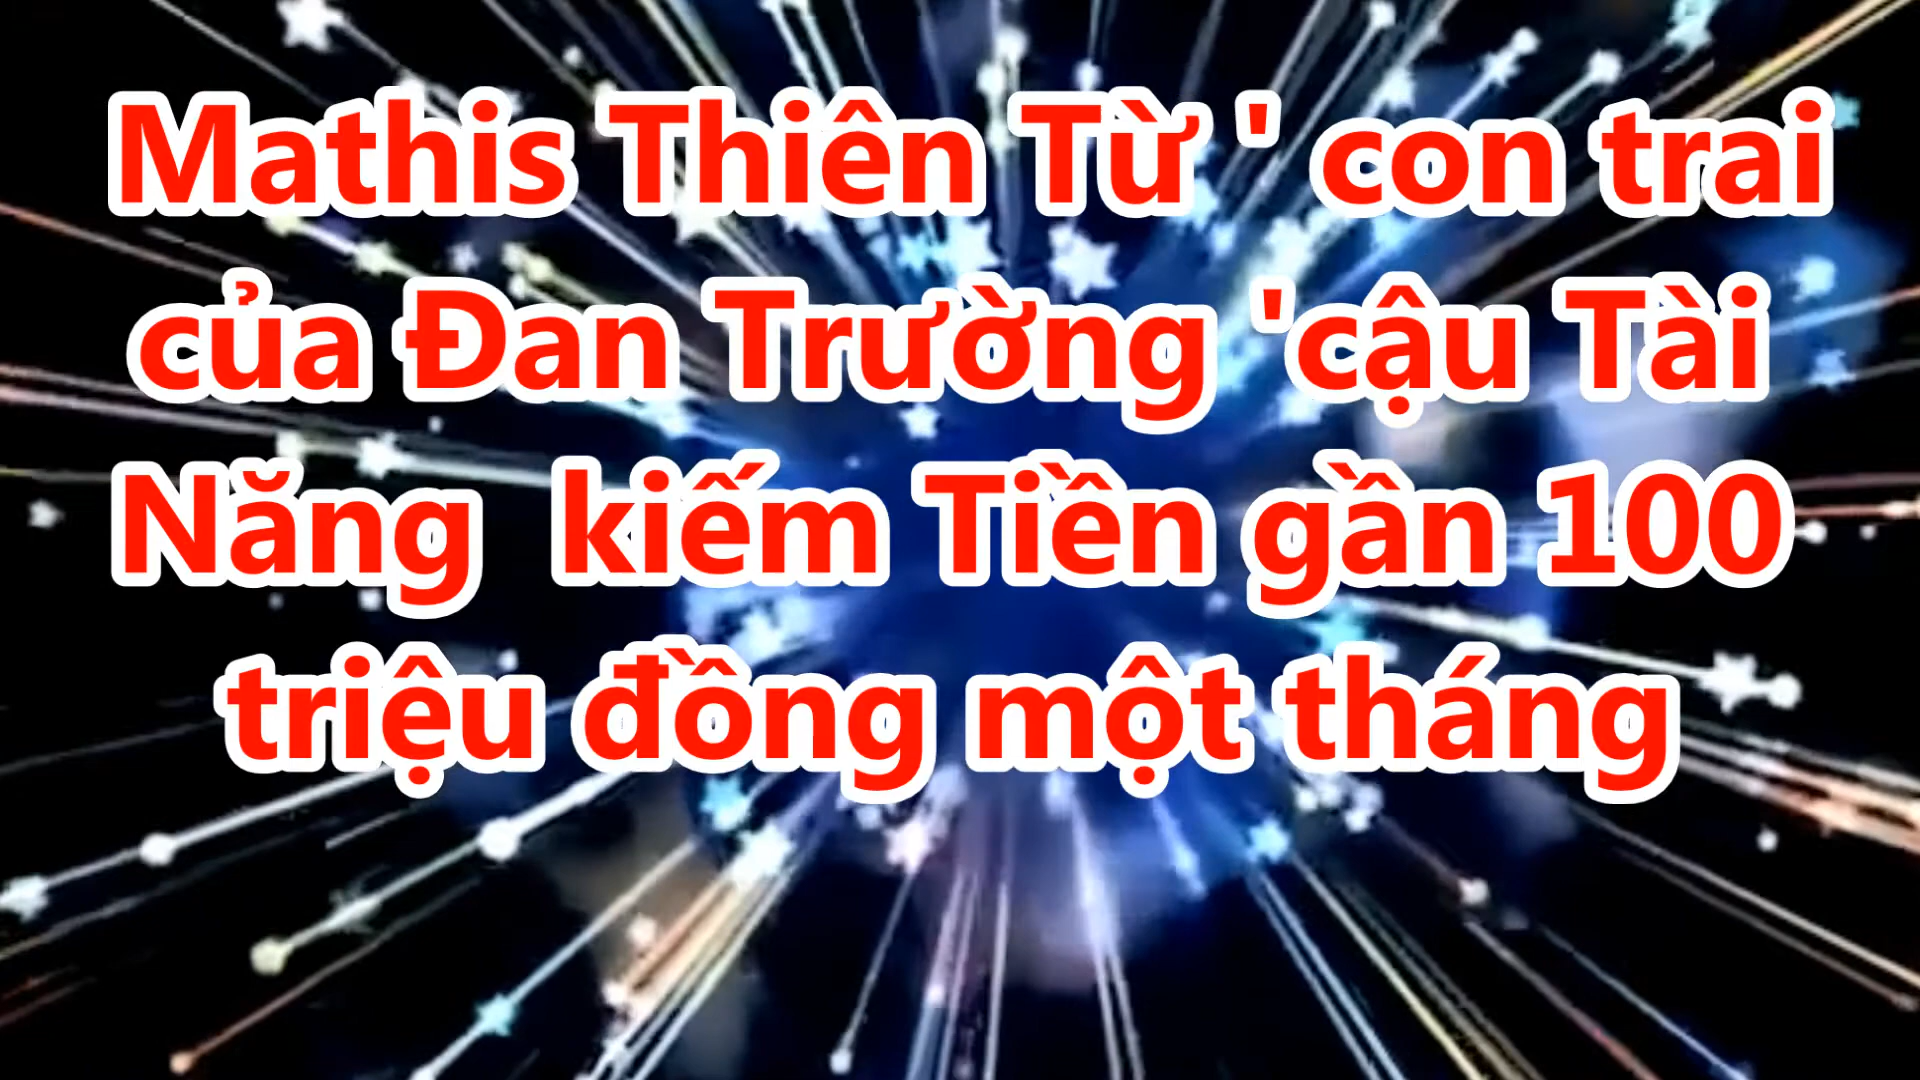 Mathis Thiên Từ ' con trai
của Đan Trường 'cậu Tài
Năng  kiếm Tiền gần 100
triệu đồng một tháng